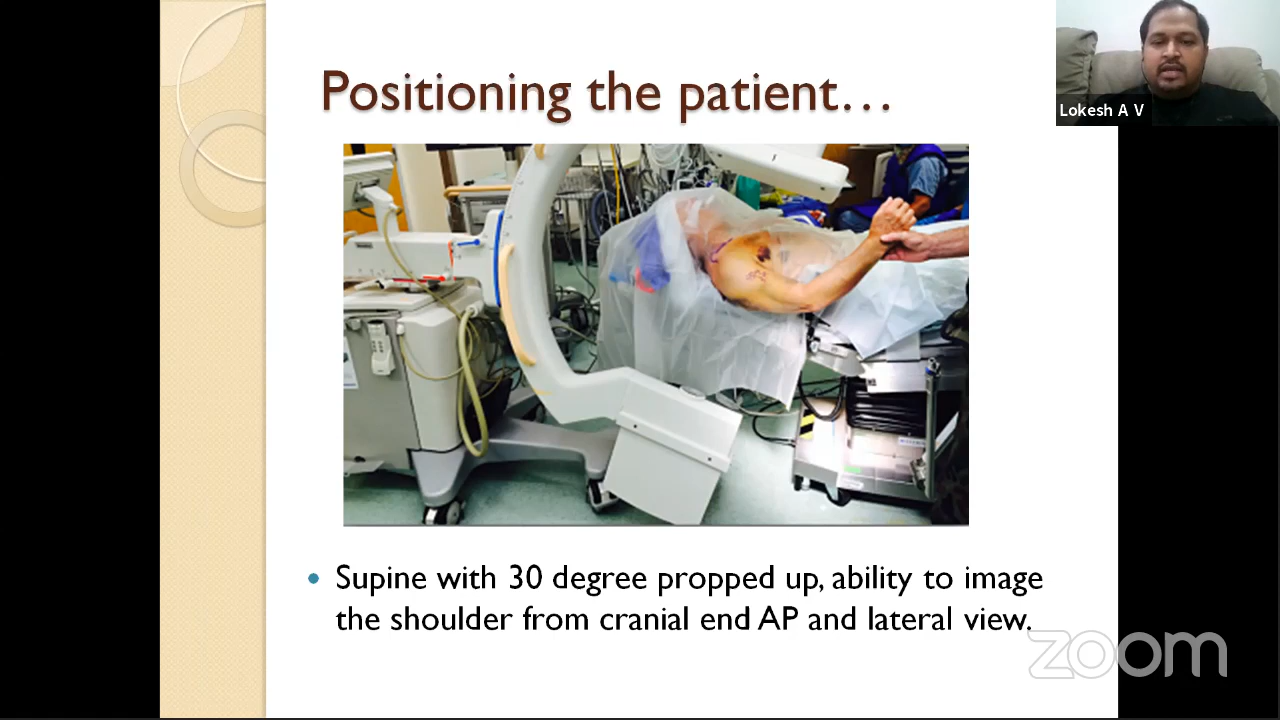 Positioning the patient...
Lokesh A V
• Supine with 30 degree propped up, ability to image
the shoulder from cranial end AP and lateral view.
zoom